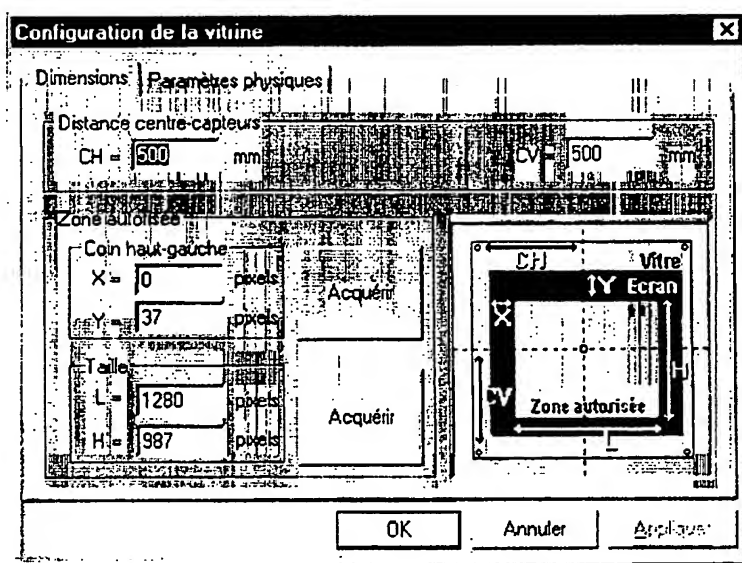 Configuration de la vitrine
Dimensions Paramètres physiques
Distance centre-capteurs
CH = 500 mm CV = 500 mm
Zone autorisée
Coin haut-gauche
X = 0 pixels
Y = 37 pixels
Acquérir
Taille
L = 1280 pixels
H = 987 pixels
Acquérir
CH Vitre
Y Ecran
X
CV H
Zone autorisée
L
OK Annuler Appliquer